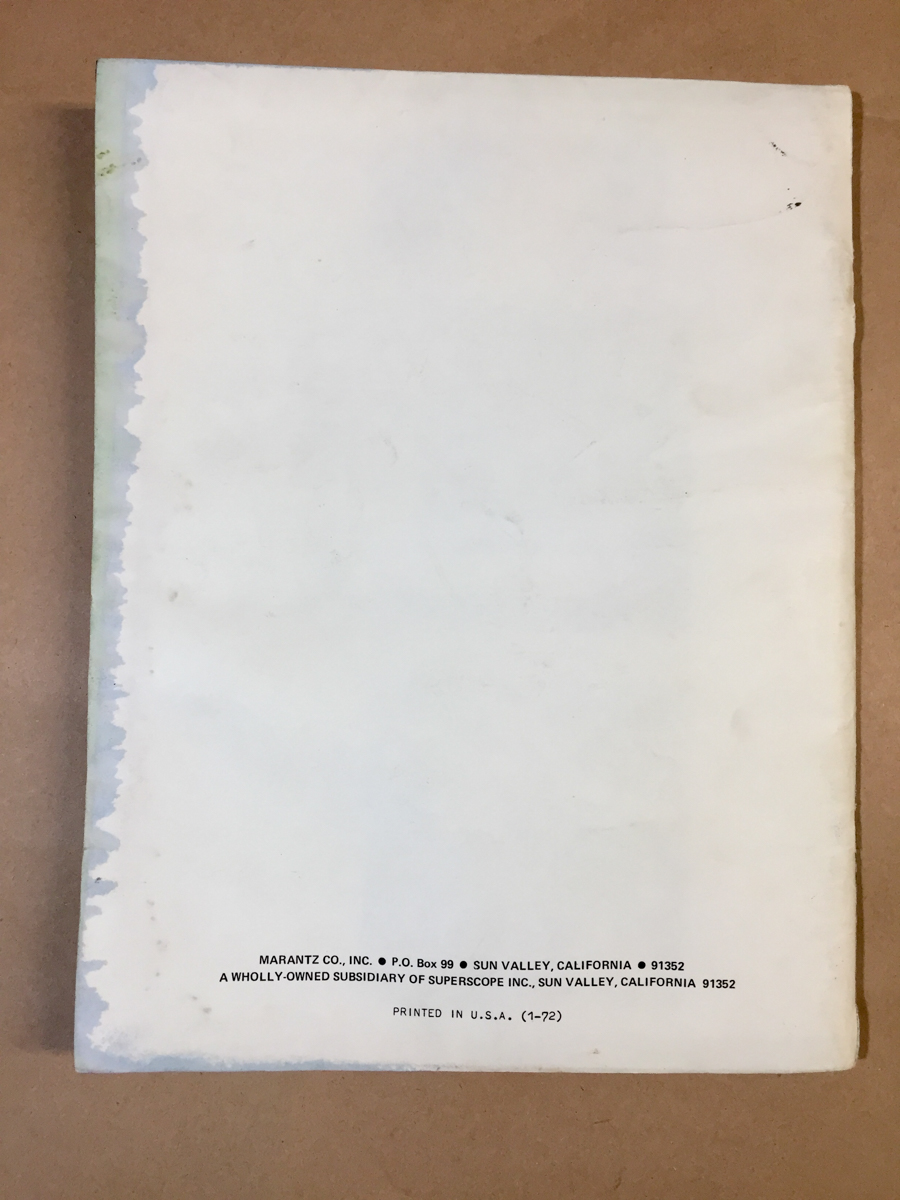 MARANTZ CO., INC. ● P.O. Box 99 ● SUN VALLEY, CALIFORNIA ● 91352
A WHOLLY-OWNED SUBSIDIARY OF SUPERSCOPE INC., SUN VALLEY, CALIFORNIA 91352
PRINTED IN U.S.A. (1-72)